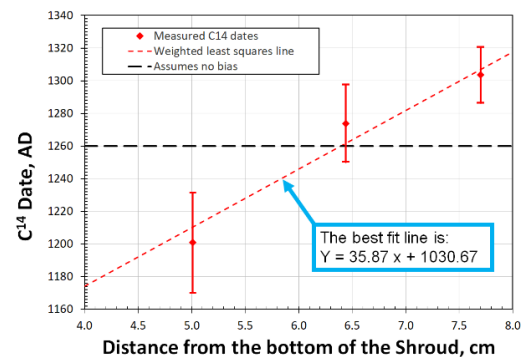 1340
1320
1300
1280
1260
1240
1220
1200
1180
1160
C14 Date, AD
Measured C14 dates
Weighted least squares line
Assumes no bias
The best fit line is:
Y = 35.87 x + 1030.67
4.0 4.5 5.0 5.5 6.0 6.5 7.0 7.5 8.0
Distance from the bottom of the Shroud, cm